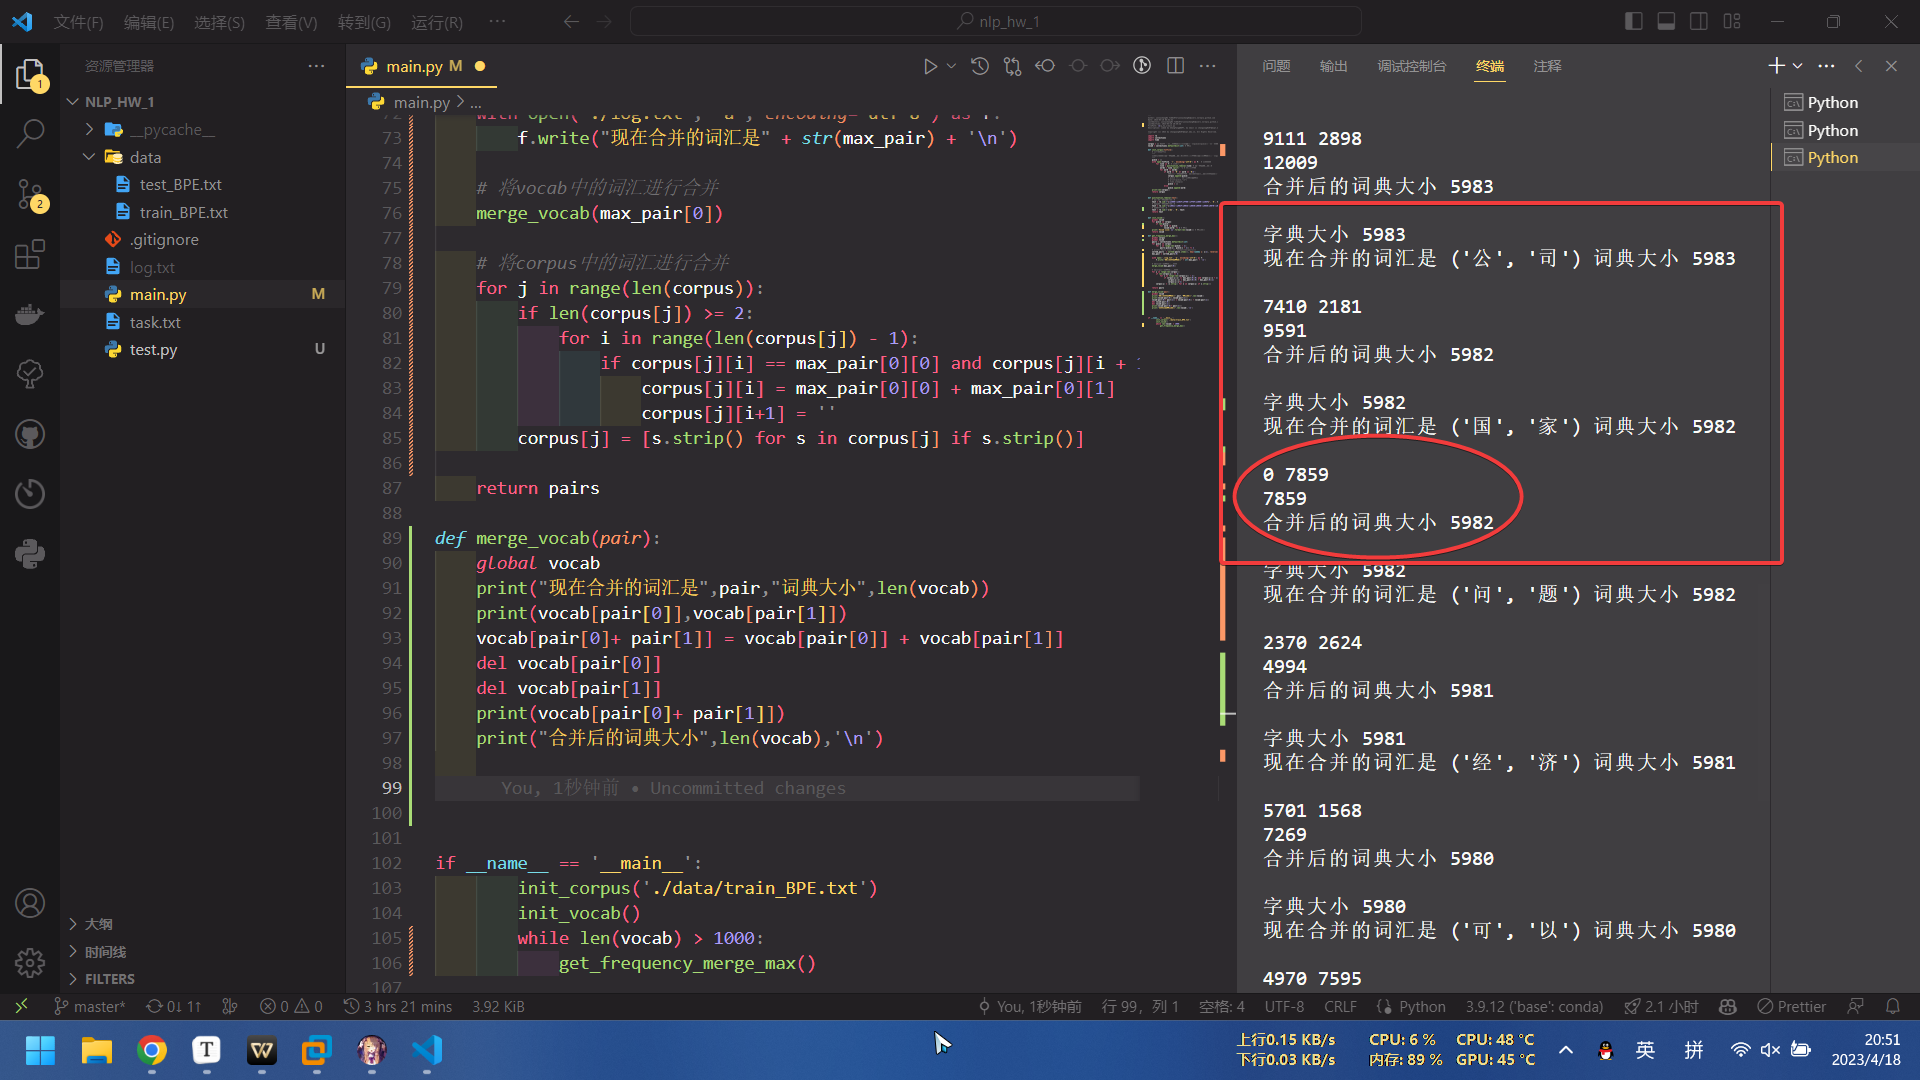 文件(F) 编辑(E) 选择(S) 查看(V) 转到(G) 运行(R) ··· nlp_hw_1
资源管理器
NLP_HW_1
__pycache__
data
test_BPE.txt
train_BPE.txt
.gitignore
log.txt
main.py M
task.txt
test.py U
大纲
时间线
FILTERS
main.py M
main.py > ...
73 f.write("现在合并的词汇是" + str(max_pair) + '\n')
74
75 # 将vocab中的词汇进行合并
76 merge_vocab(max_pair[0])
77
78 # 将corpus中的词汇进行合并
79 for j in range(len(corpus)):
80 if len(corpus[j]) >= 2:
81 for i in range(len(corpus[j]) - 1):
82 if corpus[j][i] == max_pair[0][0] and corpus[j][i + 1
83 corpus[j][i] = max_pair[0][0] + max_pair[0][1]
84 corpus[j][i+1] = ''
85 corpus[j] = [s.strip() for s in corpus[j] if s.strip()]
86
87 return pairs
88
89 def merge_vocab(pair):
90 global vocab
91 print("现在合并的词汇是",pair,"词典大小",len(vocab))
92 print(vocab[pair[0]],vocab[pair[1]])
93 vocab[pair[0]+ pair[1]] = vocab[pair[0]] + vocab[pair[1]]
94 del vocab[pair[0]]
95 del vocab[pair[1]]
96 print(vocab[pair[0]+ pair[1]])
97 print("合并后的词典大小",len(vocab),'\n')
98
99 You, 1秒钟前 • Uncommitted changes
100
101
102 if __name__ == '__main__':
103 init_corpus('./data/train_BPE.txt')
104 init_vocab()
105 while len(vocab) > 1000:
106 get_frequency_merge_max()
107
问题 输出 调试控制台 终端 注释
Python
Python
Python
9111 2898
12009
合并后的词典大小 5983
字典大小 5983
现在合并的词汇是 ('公', '司') 词典大小 5983
7410 2181
9591
合并后的词典大小 5982
字典大小 5982
现在合并的词汇是 ('国', '家') 词典大小 5982
0 7859
7859
合并后的词典大小 5982
字典大小 5982
现在合并的词汇是 ('问', '题') 词典大小 5982
2370 2624
4994
合并后的词典大小 5981
字典大小 5981
现在合并的词汇是 ('经', '济') 词典大小 5981
5701 1568
7269
合并后的词典大小 5980
字典大小 5980
现在合并的词汇是 ('可', '以') 词典大小 5980
4970 7595
master* 0↓ 1↑ 0 0 3 hrs 21 mins 3.92 KiB You, 1秒钟前 行 99，列 1 空格: 4 UTF-8 CRLF Python 3.9.12 ('base': conda) 2.1 小时 Prettier
上行0.15 KB/s CPU: 6 % CPU: 48 °C
下行0.03 KB/s 内存: 89 % GPU: 45 °C
英 拼
20:51
2023/4/18